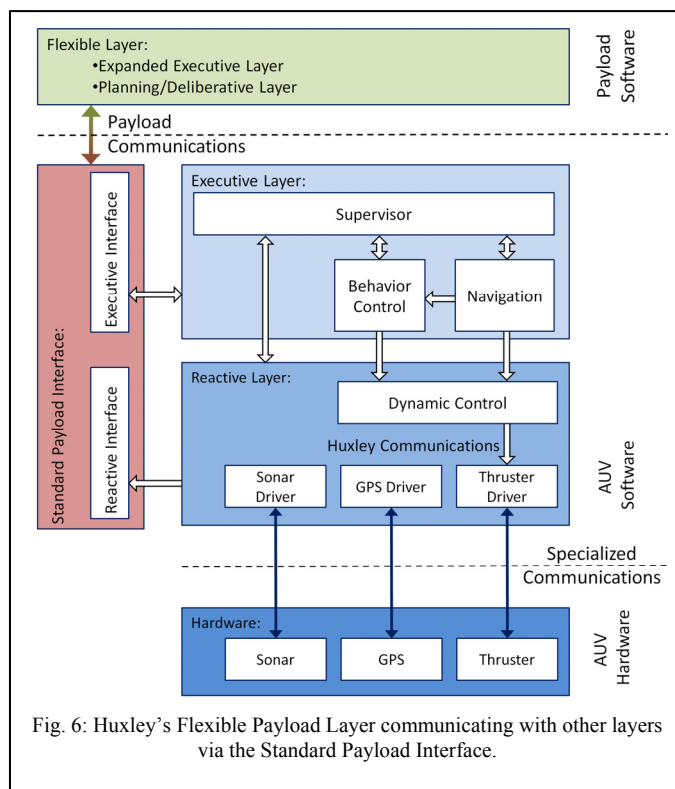 Flexible Layer:
•Expanded Executive Layer
•Planning/Deliberative Layer
Payload
Software
Payload
Communications
Standard Payload Interface:
Executive Interface
Reactive Interface
Executive Layer:
Supervisor
Behavior
Control
Navigation
Reactive Layer:
Dynamic Control
Huxley Communications
Sonar
Driver
GPS Driver
Thruster
Driver
AUV
Software
Specialized
Communications
Hardware:
Sonar
GPS
Thruster
AUV
Hardware
Fig. 6: Huxley’s Flexible Payload Layer communicating with other layers
via the Standard Payload Interface.